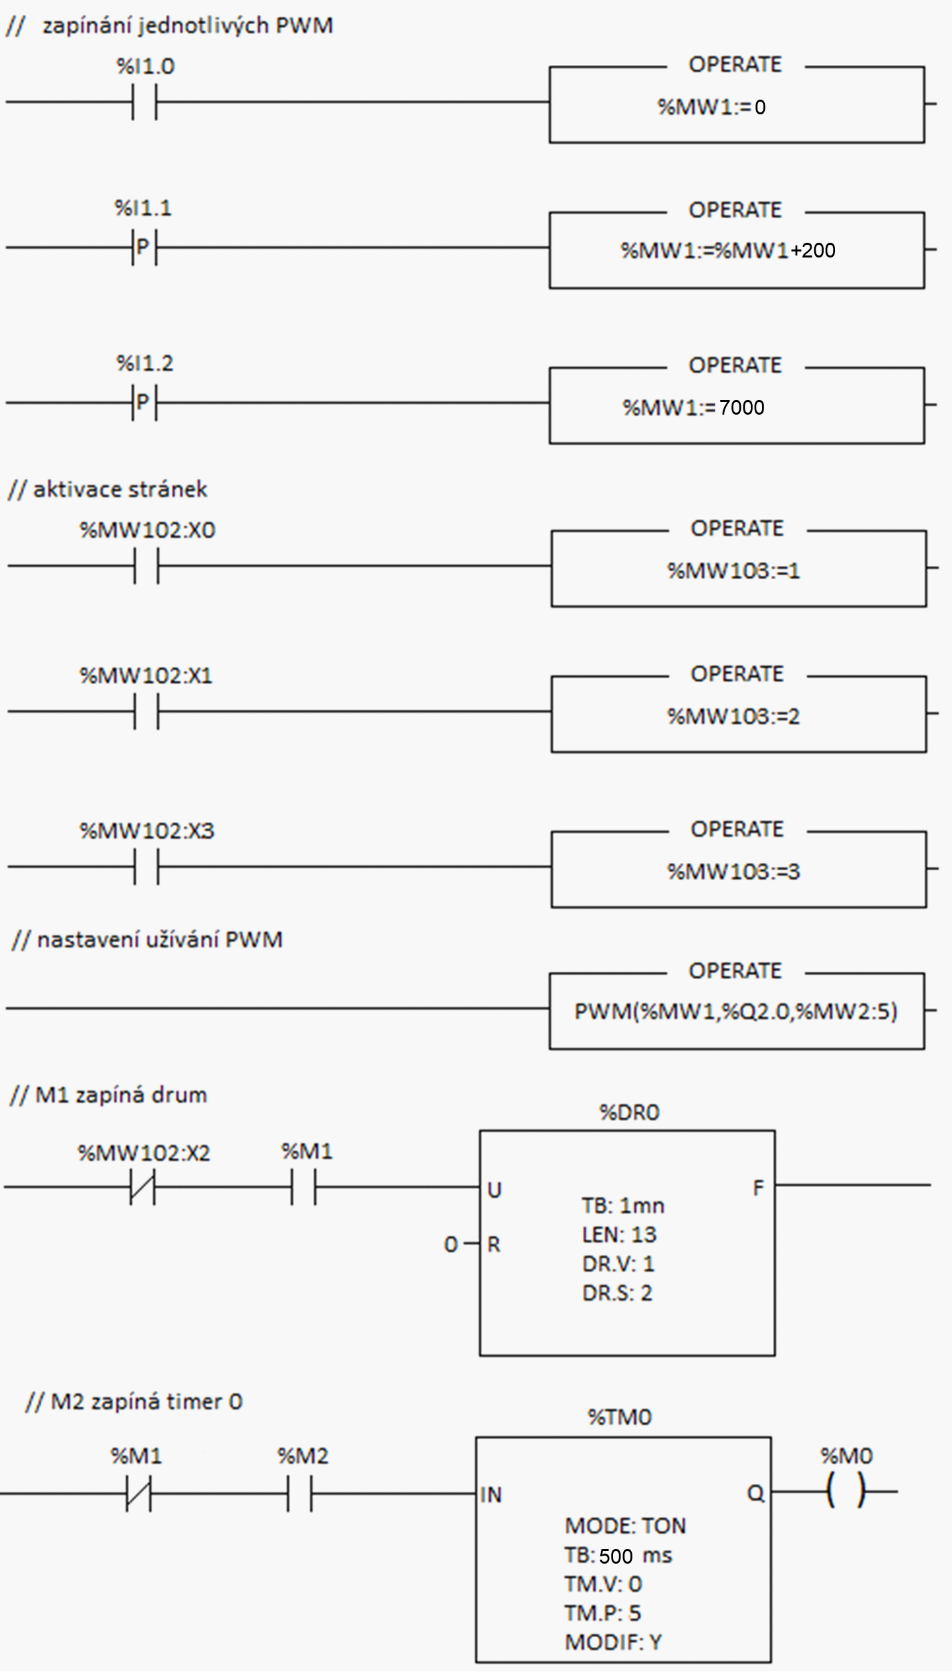 // zapínání jednotlivých PWM
%I1.0
OPERATE
%MW1:=0
%I1.1
OPERATE
P
%MW1:=%MW1+200
%I1.2
OPERATE
P
%MW1:=7000
// aktivace stránek
%MW102:X0
OPERATE
%MW103:=1
%MW102:X1
OPERATE
%MW103:=2
%MW102:X3
OPERATE
%MW103:=3
// nastavení užívání PWM
OPERATE
PWM(%MW1,%Q2.0,%MW2:5)
// M1 zapíná drum
%DR0
%MW102:X2
%M1
U
F
TB: 1mn
0
R
LEN: 13
DR.V: 1
DR.S: 2
// M2 zapíná timer 0
%TM0
%M1
%M2
%M0
IN
Q
( )
MODE: TON
TB: 500 ms
TM.V: 0
TM.P: 5
MODIF: Y